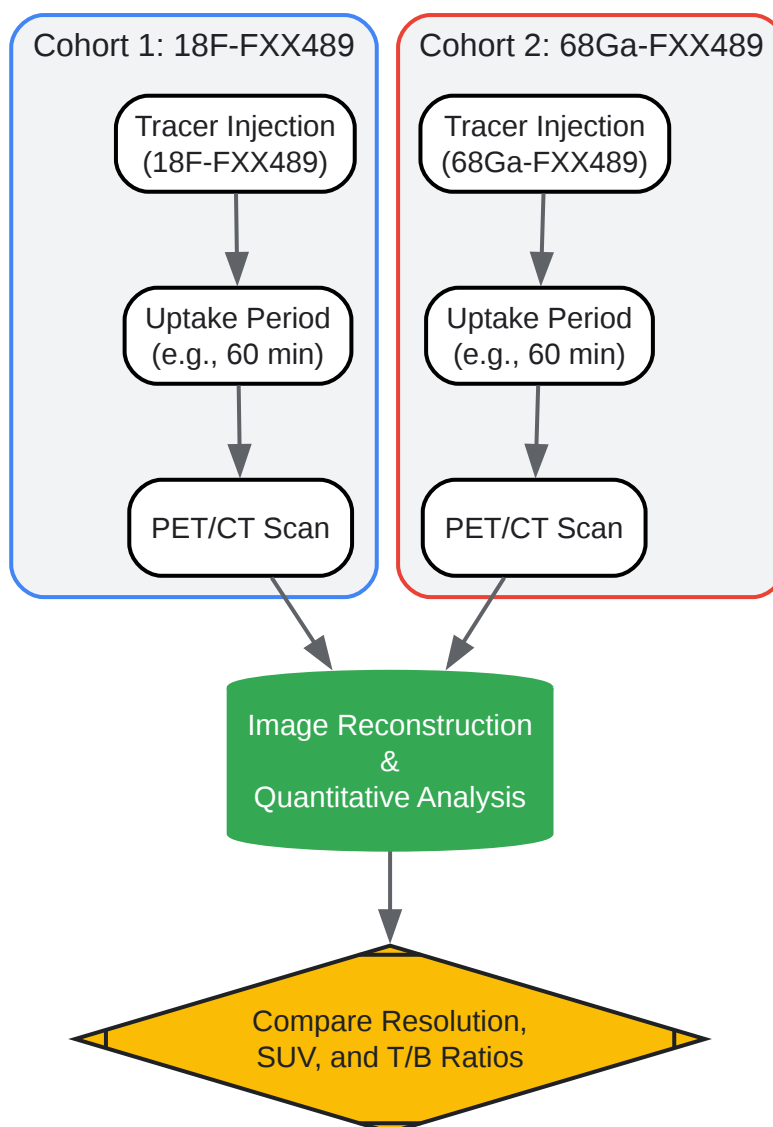 Cohort 1: 18F-FXX489
Tracer Injection
(18F-FXX489)
Uptake Period
(e.g., 60 min)
PET/CT Scan
Cohort 2: 68Ga-FXX489
Tracer Injection
(68Ga-FXX489)
Uptake Period
(e.g., 60 min)
PET/CT Scan
Image Reconstruction
&
Quantitative Analysis
Compare Resolution,
SUV, and T/B Ratios